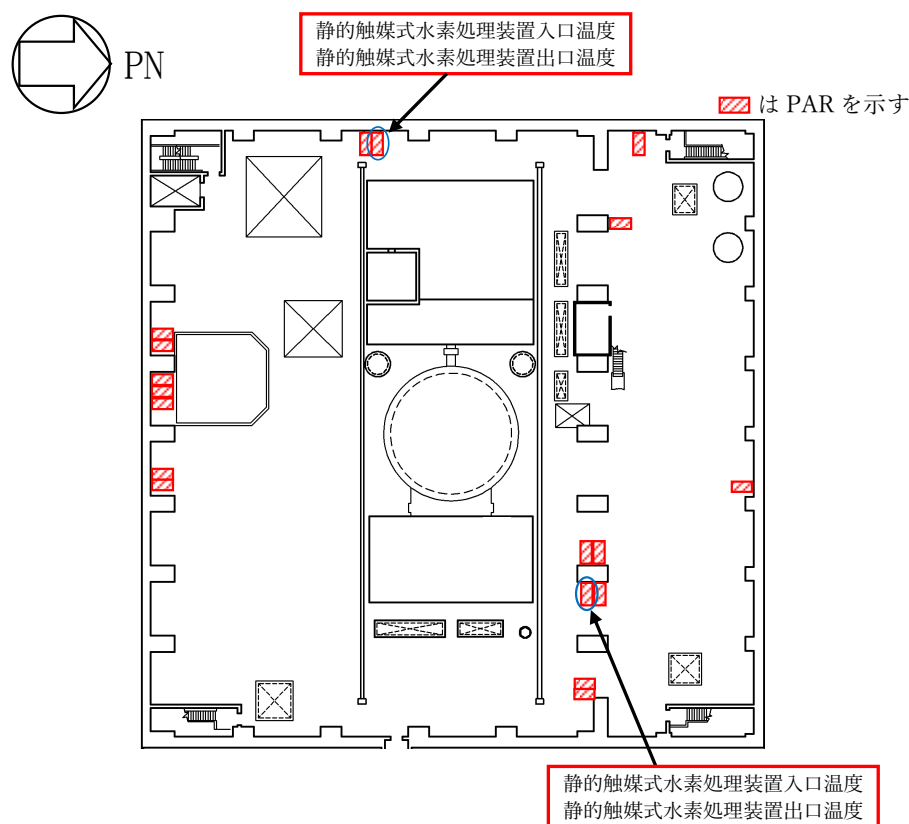 静的触媒式水素処理装置入口温度
静的触媒式水素処理装置出口温度
PN
は PAR を示す
静的触媒式水素処理装置入口温度
静的触媒式水素処理装置出口温度